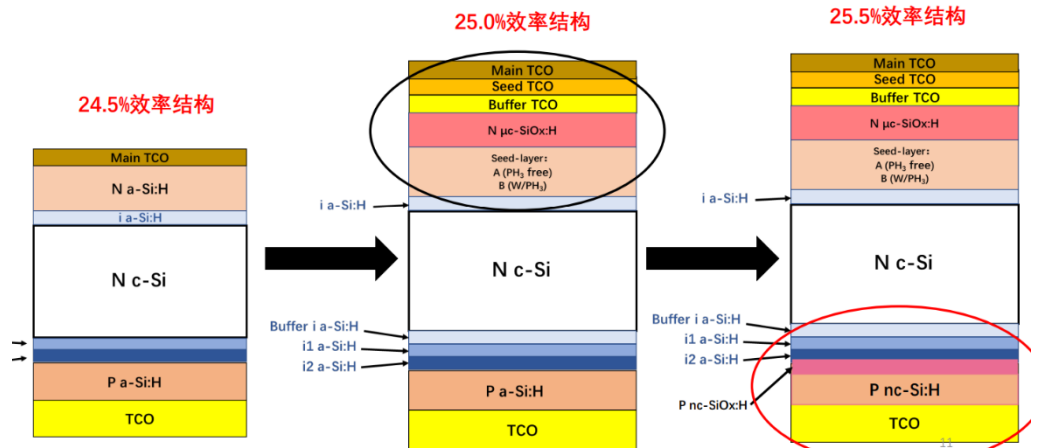 24.5%效率结构
Main TCO
N a-Si:H
i a-Si:H
N c-Si
P a-Si:H
TCO
25.0%效率结构
Main TCO
Seed TCO
Buffer TCO
N μc-SiOx:H
Seed-layer:
A (PH₃ free)
B (W/PH₃)
i a-Si:H
N c-Si
Buffer i a-Si:H
i1 a-Si:H
i2 a-Si:H
P a-Si:H
TCO
25.5%效率结构
Main TCO
Seed TCO
Buffer TCO
N μc-SiOx:H
Seed-layer:
A (PH₃ free)
B (W/PH₃)
i a-Si:H
N c-Si
Buffer i a-Si:H
i1 a-Si:H
i2 a-Si:H
P nc-SiOx:H
P nc-Si:H
TCO
11